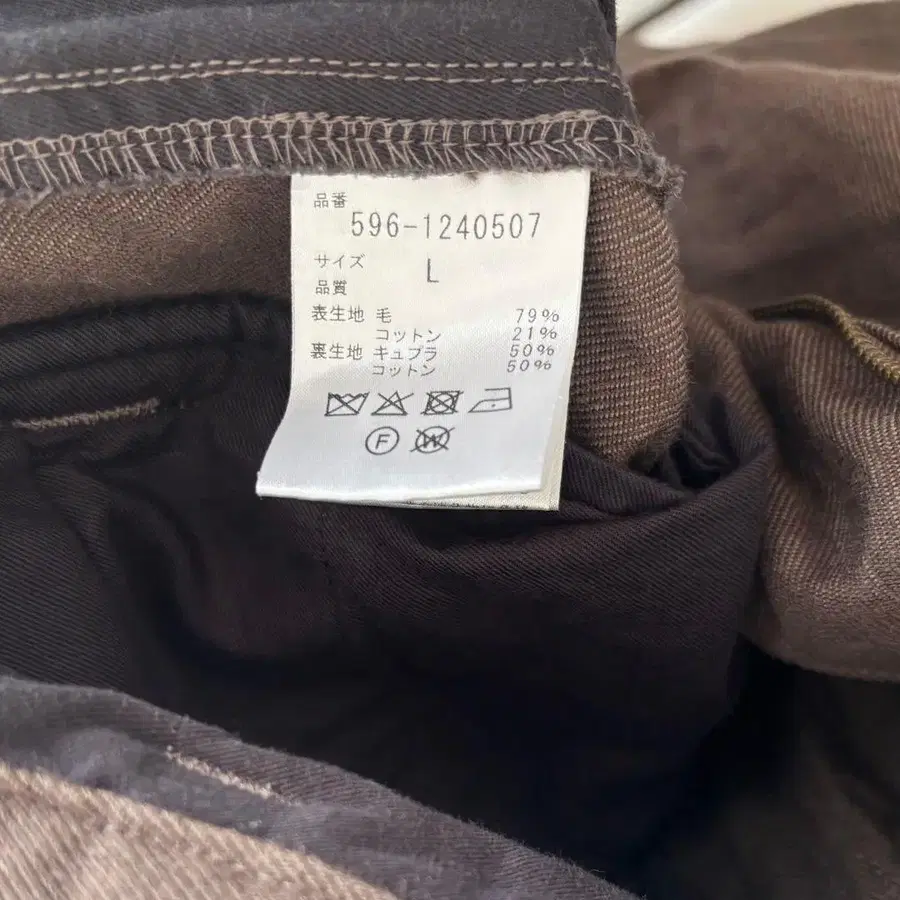 品番
596-1240507
サイズ L
品質
表生地 毛 79%
コットン 21%
裏生地 キュプラ 50%
コットン 50%
F W